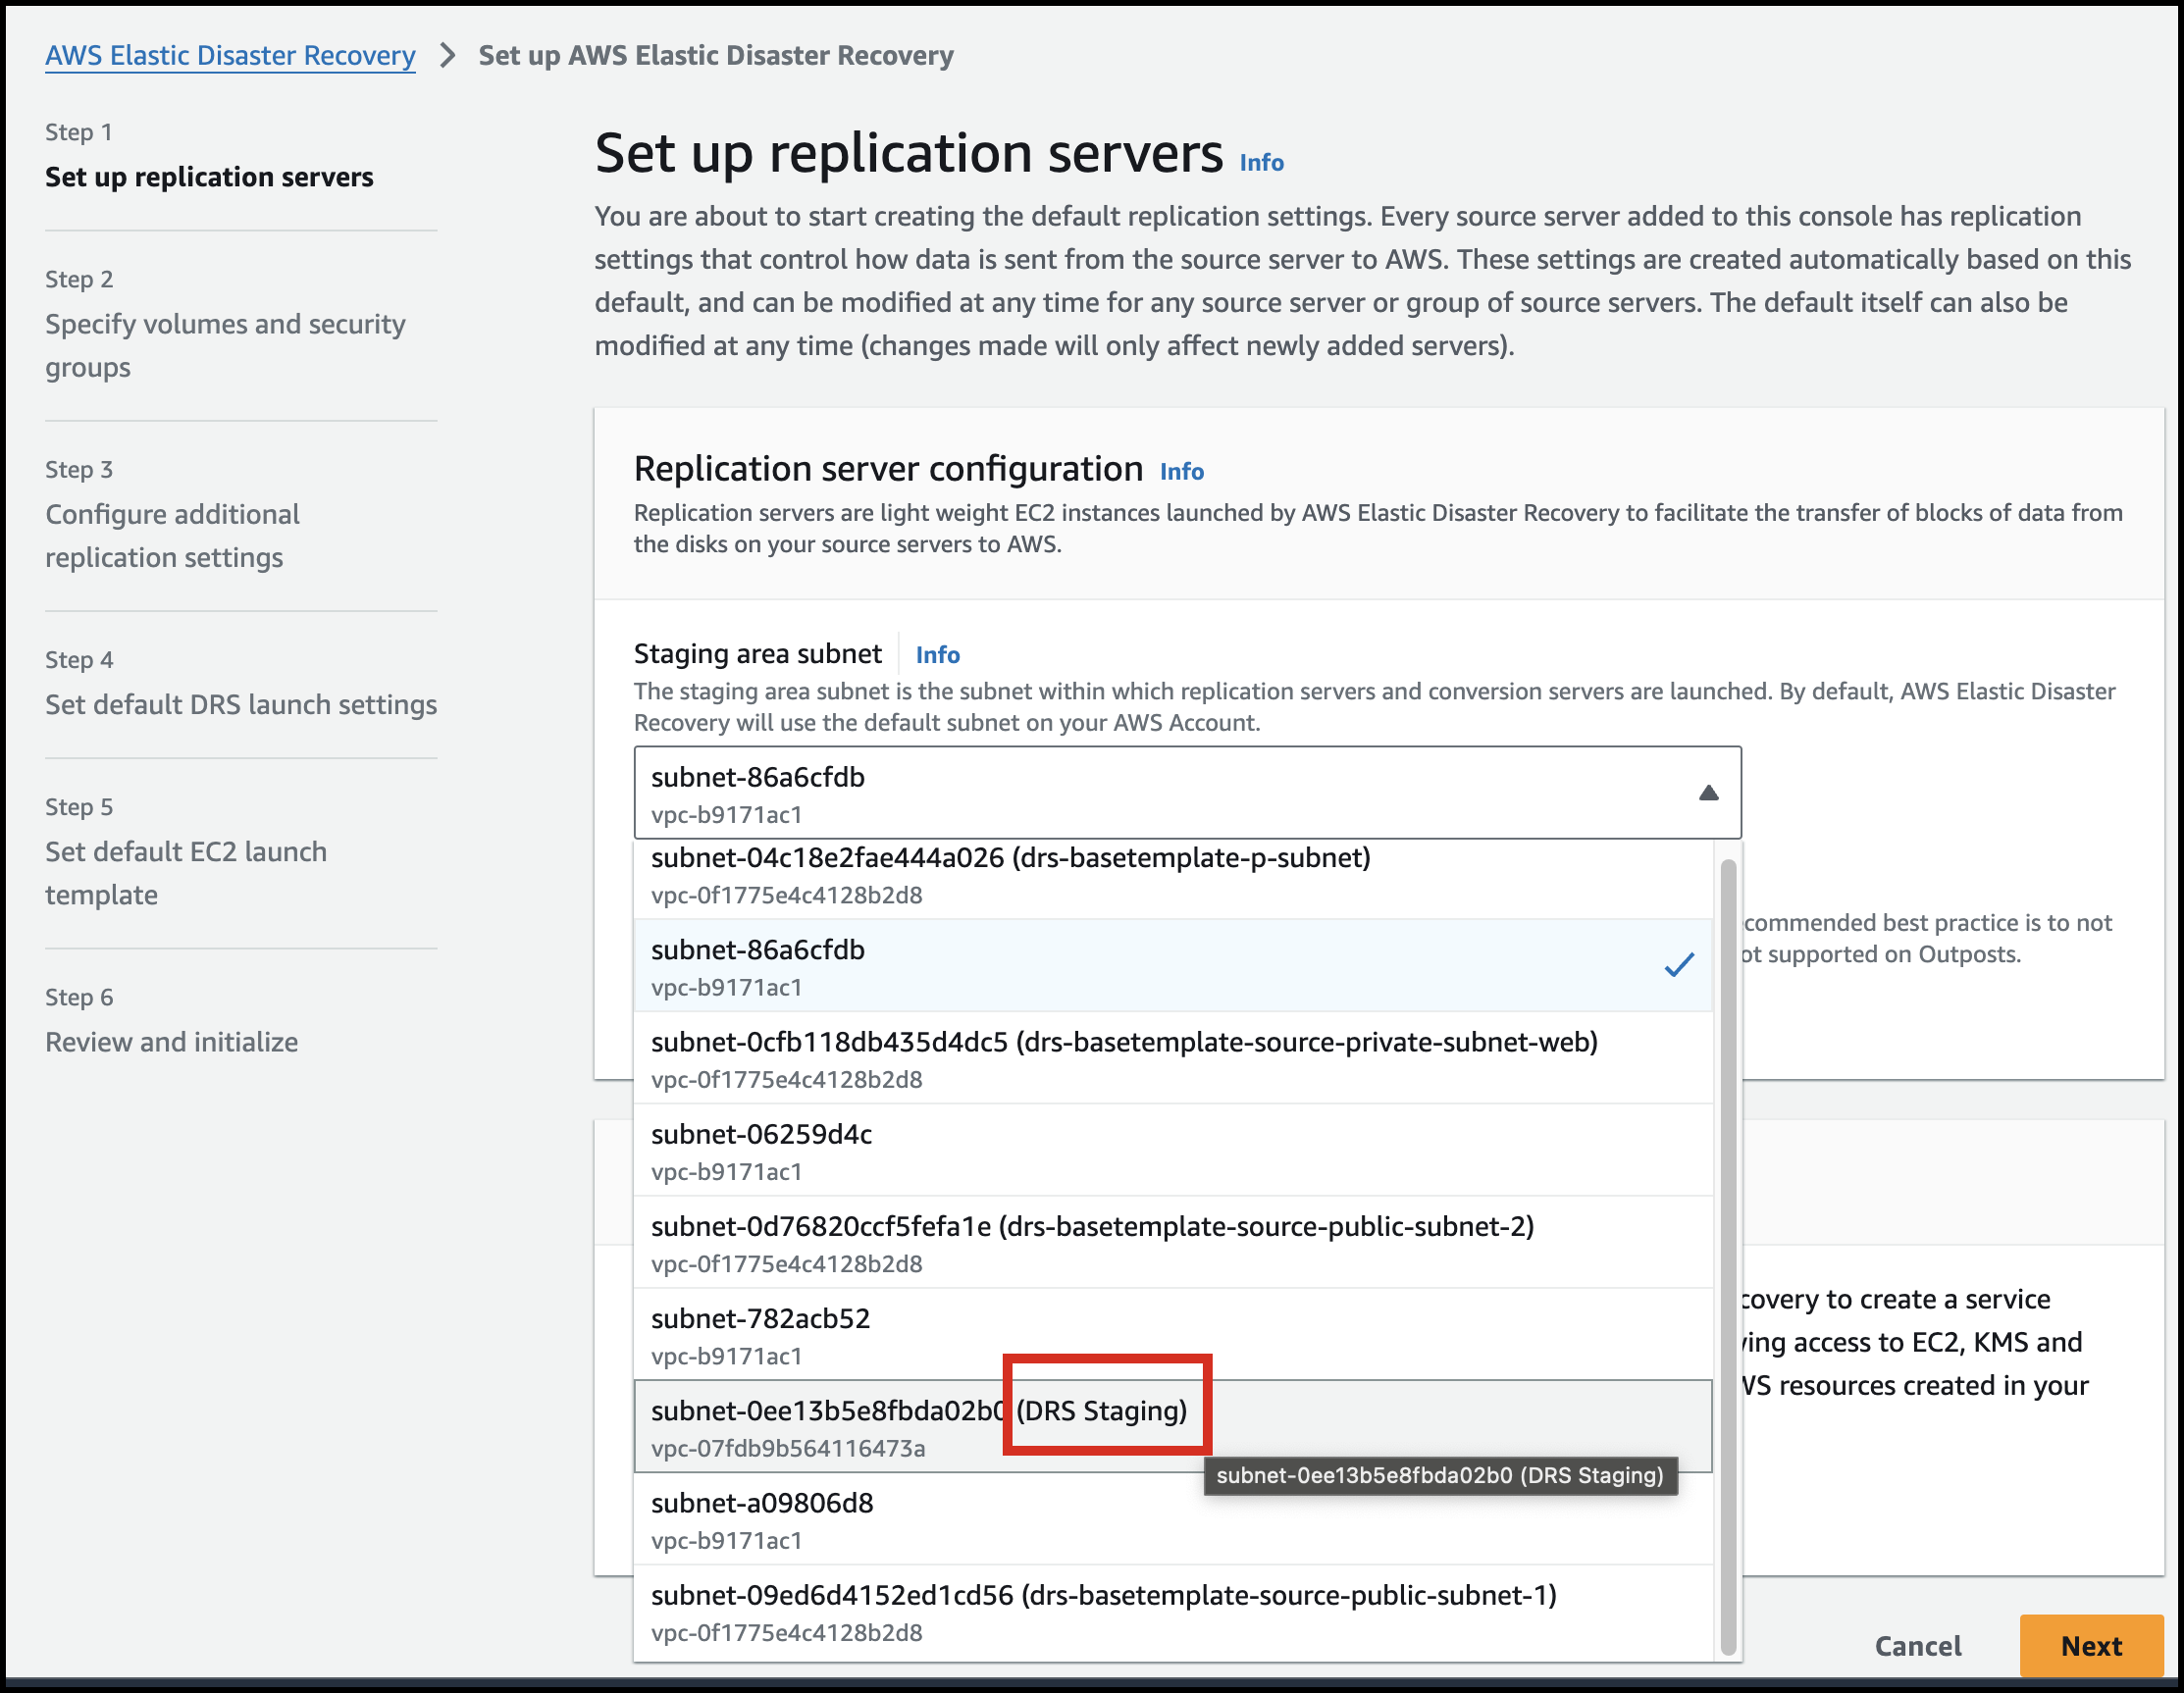 AWS Elastic Disaster Recovery > Set up AWS Elastic Disaster Recovery
Step 1
Set up replication servers
Step 2
Specify volumes and security
groups
Step 3
Configure additional
replication settings
Step 4
Set default DRS launch settings
Step 5
Set default EC2 launch
template
Step 6
Review and initialize
Set up replication servers Info
You are about to start creating the default replication settings. Every source server added to this console has replication
settings that control how data is sent from the source server to AWS. These settings are created automatically based on this
default, and can be modified at any time for any source server or group of source servers. The default itself can also be
modified at any time (changes made will only affect newly added servers).
Replication server configuration Info
Replication servers are light weight EC2 instances launched by AWS Elastic Disaster Recovery to facilitate the transfer of blocks of data from
the disks on your source servers to AWS.
Staging area subnet Info
The staging area subnet is the subnet within which replication servers and conversion servers are launched. By default, AWS Elastic Disaster
Recovery will use the default subnet on your AWS Account.
subnet-86a6cfdb
vpc-b9171ac1
subnet-04c18e2fae444a026 (drs-basetemplate-p-subnet)
vpc-0f1775e4c4128b2d8
subnet-86a6cfdb
vpc-b9171ac1
subnet-0cfb118db435d4dc5 (drs-basetemplate-source-private-subnet-web)
vpc-0f1775e4c4128b2d8
subnet-06259d4c
vpc-b9171ac1
subnet-0d76820ccf5fefa1e (drs-basetemplate-source-public-subnet-2)
vpc-0f1775e4c4128b2d8
subnet-782acb52
vpc-b9171ac1
subnet-0ee13b5e8fbda02b0 (DRS Staging)
vpc-07fdb9b564116473a
subnet-0ee13b5e8fbda02b0 (DRS Staging)
subnet-a09806d8
vpc-b9171ac1
subnet-09ed6d4152ed1cd56 (drs-basetemplate-source-public-subnet-1)
vpc-0f1775e4c4128b2d8
commended best practice is to not
ot supported on Outposts.
covery to create a service
ving access to EC2, KMS and
WS resources created in your
Cancel
Next